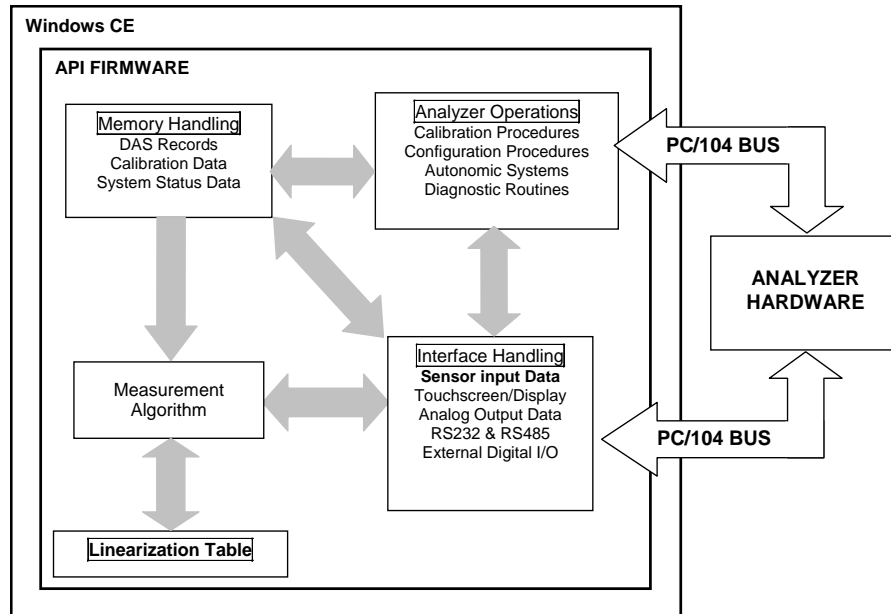 Windows CE
API FIRMWARE
Memory Handling
DAS Records
Calibration Data
System Status Data
Analyzer Operations
Calibration Procedures
Configuration Procedures
Autonomic Systems
Diagnostic Routines
PC/104 BUS
ANALYZER
HARDWARE
Measurement
Algorithm
Interface Handling
Sensor input Data
Touchscreen/Display
Analog Output Data
RS232 & RS485
External Digital I/O
PC/104 BUS
Linearization Table